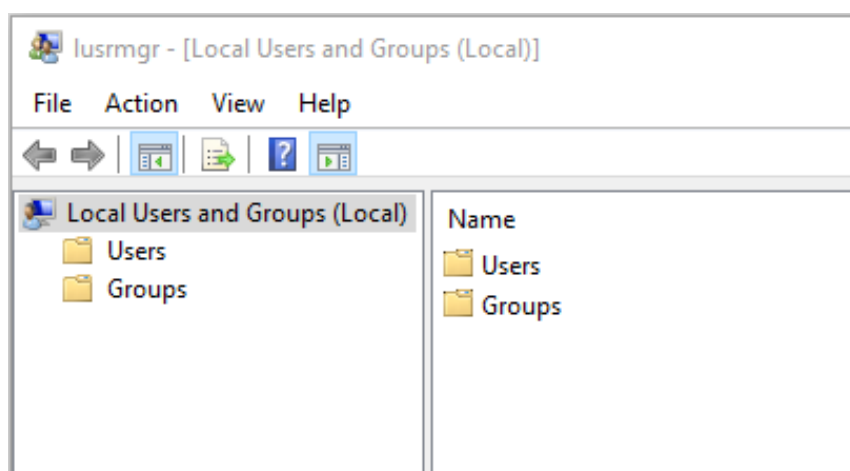 lusrmgr - [Local Users and Groups (Local)]
File Action View Help
Local Users and Groups (Local)
Users
Groups
Name
Users
Groups